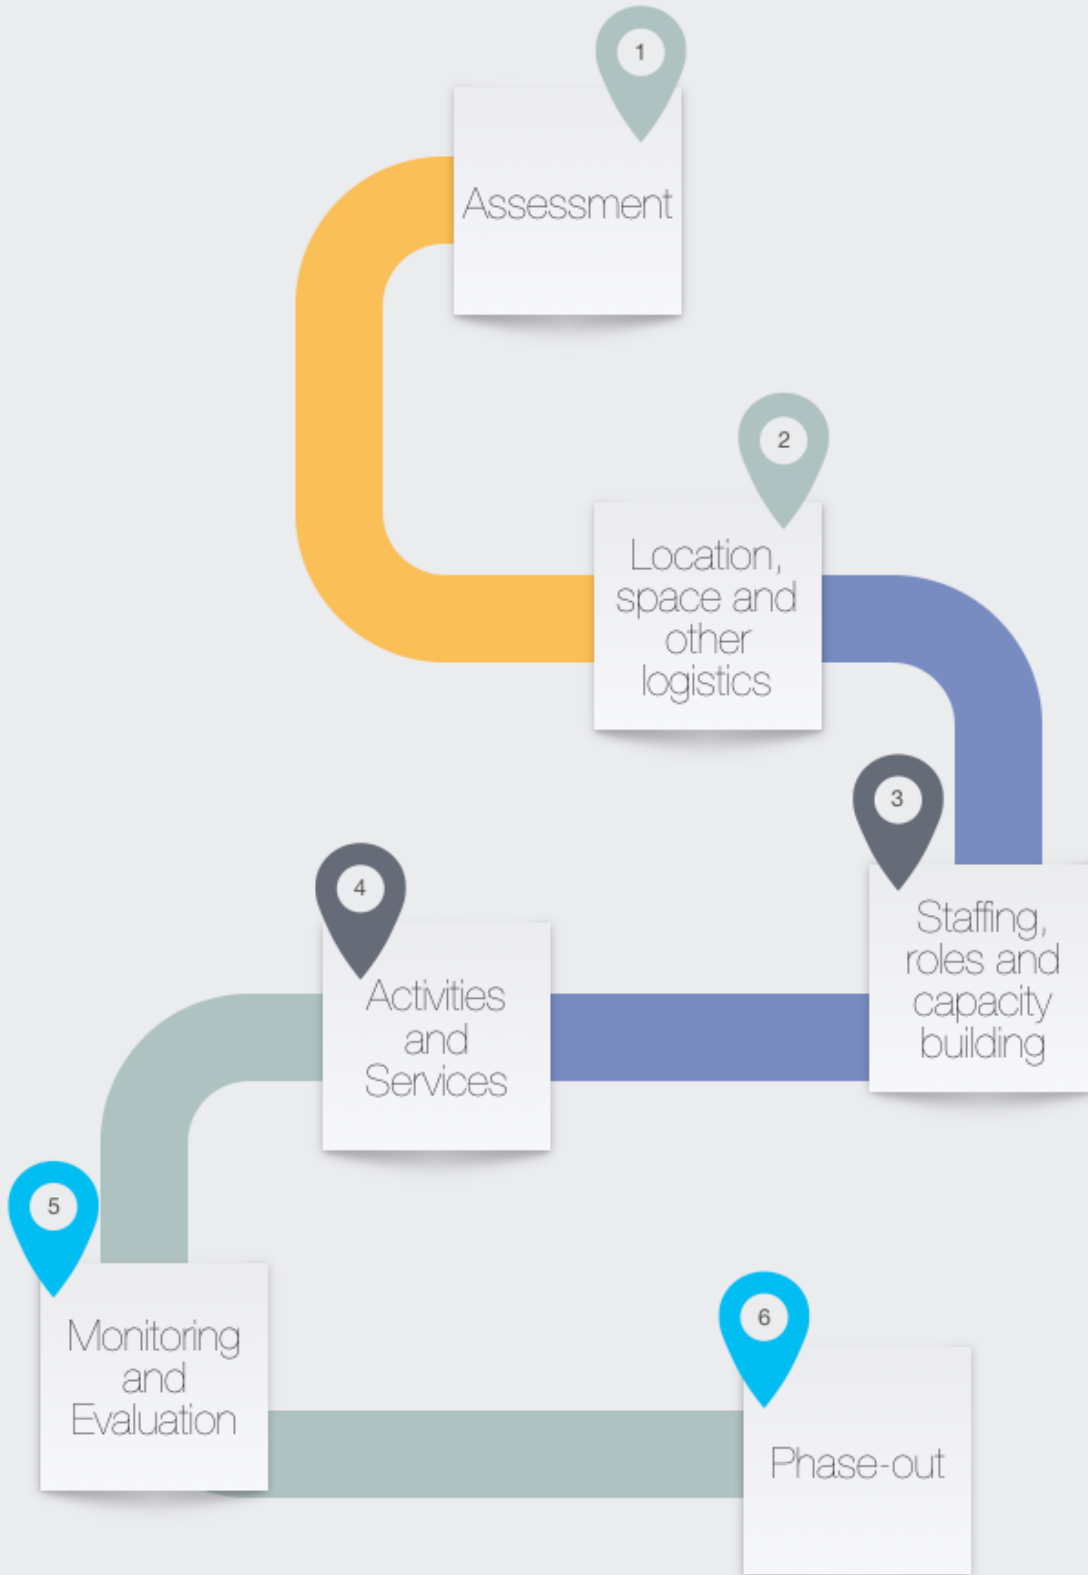 1
Assessment
2
Location,
space and
other
logistics
3
Staffing,
roles and
capacity
building
4
Activities
and
Services
5
Monitoring
and
Evaluation
6
Phase-out